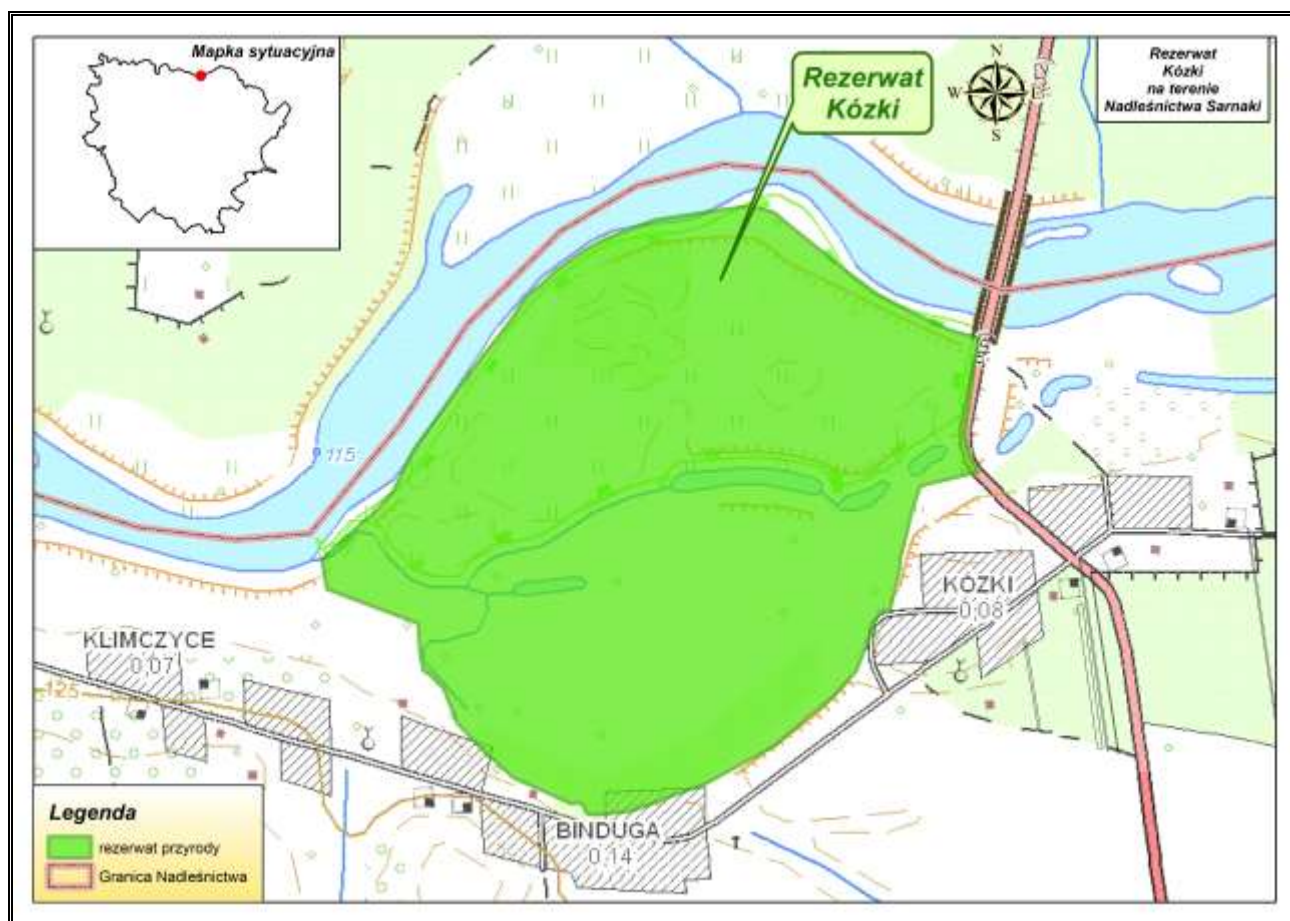 Mapka sytuacyjna
Rezerwat
Kózki
N
W
S
Rezerwat
Kózki
na terenie
Nadleśnictwa Sarnaki
115
KÓZKI
0,08
KLIMCZYCE
0,07
125
BINDUGA
0,14
Legenda
rezerwat przyrody
Granica Nadleśnictwa